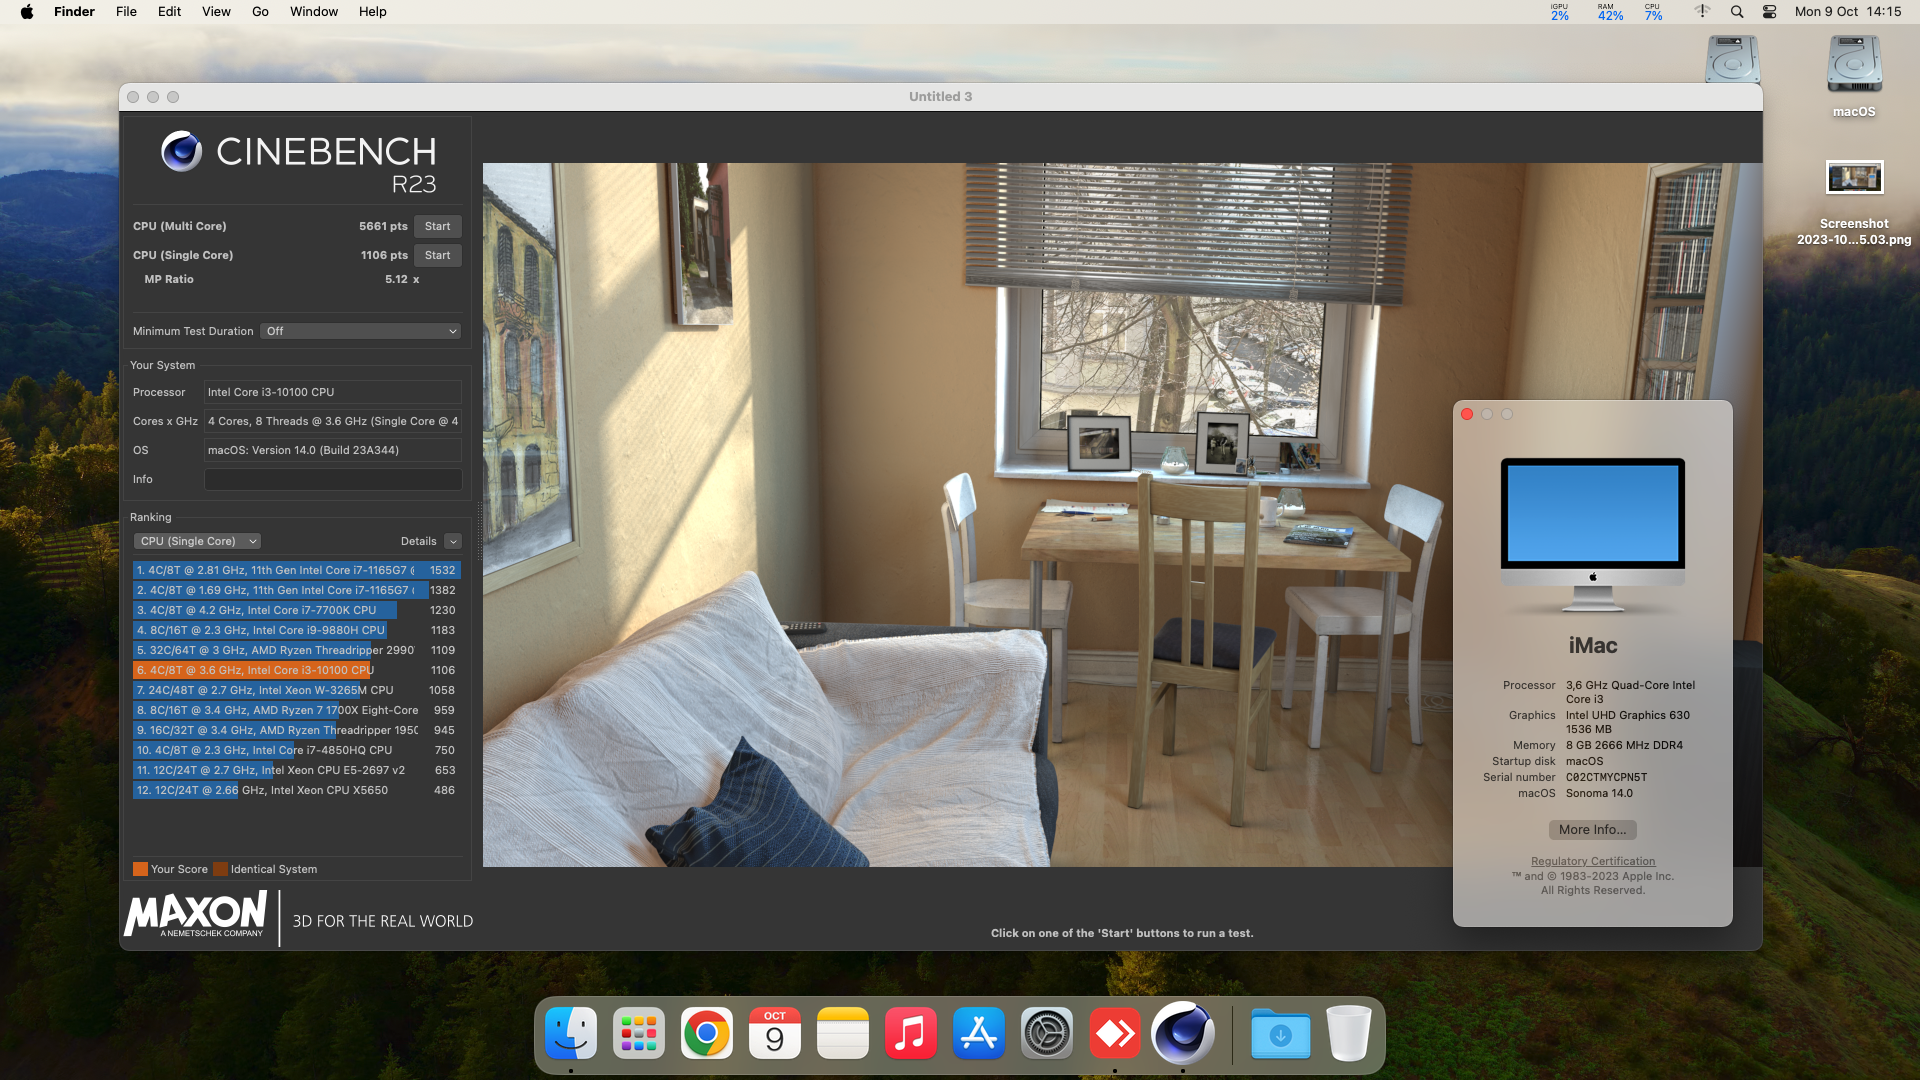 Finder File Edit View Go Window Help
iGPU 2% RAM 42% CPU 7% Mon 9 Oct 14:15
macOS
Screenshot
2023-10...5.03.png
Untitled 3
CINEBENCH
R23
CPU (Multi Core) 5661 pts Start
CPU (Single Core) 1106 pts Start
MP Ratio 5.12 x
Minimum Test Duration Off
Your System
Processor Intel Core i3-10100 CPU
Cores x GHz 4 Cores, 8 Threads @ 3.6 GHz (Single Core @ 4
OS macOS: Version 14.0 (Build 23A344)
Info
Ranking
CPU (Single Core) Details
1. 4C/8T @ 2.81 GHz, 11th Gen Intel Core i7-1165G7 @ 1532
2. 4C/8T @ 1.69 GHz, 11th Gen Intel Core i7-1165G7 ( 1382
3. 4C/8T @ 4.2 GHz, Intel Core i7-7700K CPU 1230
4. 8C/16T @ 2.3 GHz, Intel Core i9-9880H CPU 1183
5. 32C/64T @ 3 GHz, AMD Ryzen Threadripper 2990 1109
6. 4C/8T @ 3.6 GHz, Intel Core i3-10100 CPU 1106
7. 24C/48T @ 2.7 GHz, Intel Xeon W-3265M CPU 1058
8. 8C/16T @ 3.4 GHz, AMD Ryzen 7 1700X Eight-Core 959
9. 16C/32T @ 3.4 GHz, AMD Ryzen Threadripper 1950 945
10. 4C/8T @ 2.3 GHz, Intel Core i7-4850HQ CPU 750
11. 12C/24T @ 2.7 GHz, Intel Xeon CPU E5-2697 v2 653
12. 12C/24T @ 2.66 GHz, Intel Xeon CPU X5650 486
Your Score Identical System
MAXON
A NEMETSCHEK COMPANY
3D FOR THE REAL WORLD
Click on one of the 'Start' buttons to run a test.
iMac
Processor 3,6 GHz Quad-Core Intel
Core i3
Graphics Intel UHD Graphics 630
1536 MB
Memory 8 GB 2666 MHz DDR4
Startup disk macOS
Serial number C02CTMYCPN5T
macOS Sonoma 14.0
More Info...
Regulatory Certification
™ and © 1983-2023 Apple Inc.
All Rights Reserved.
OCT
9